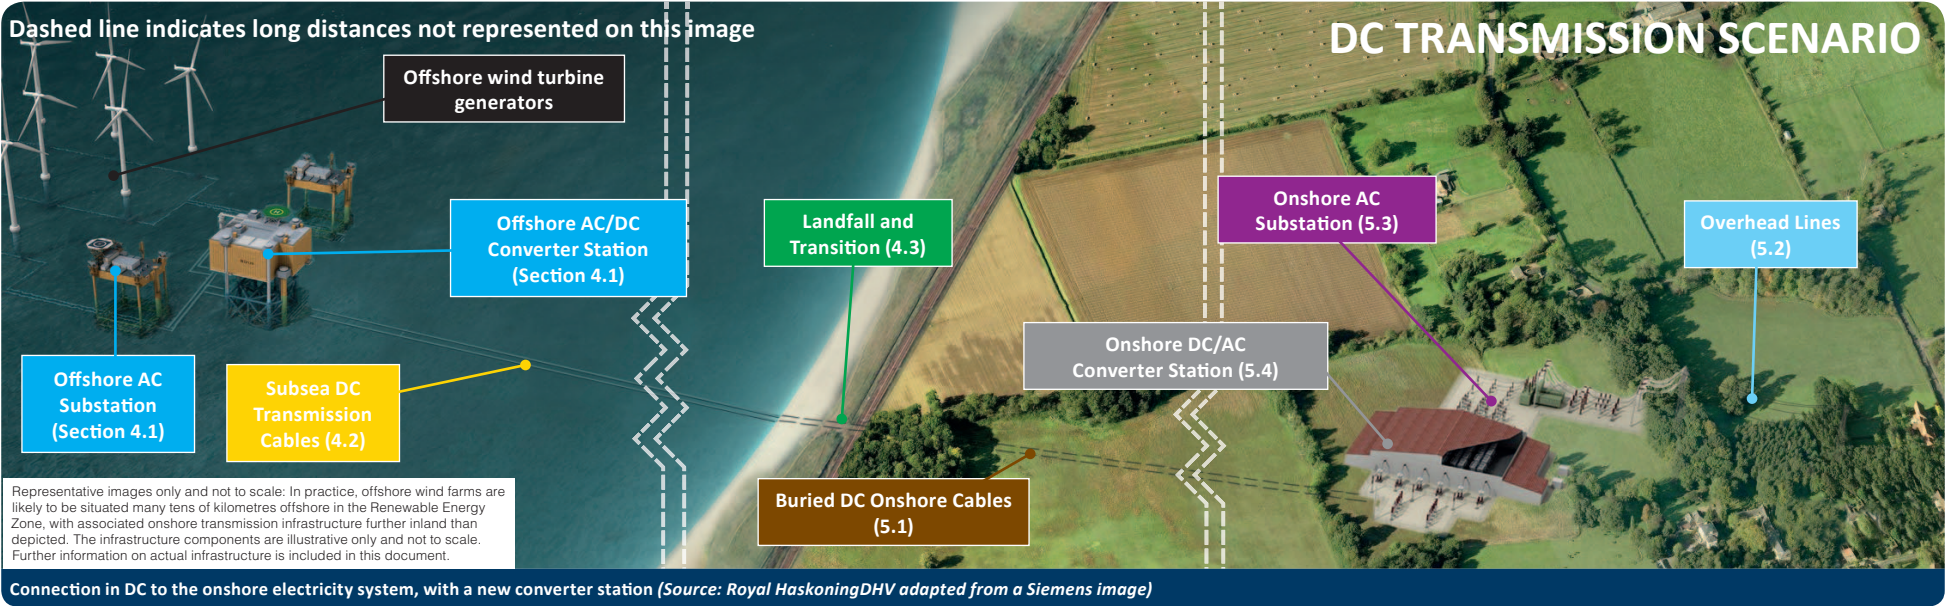 Dashed line indicates long distances not represented on this image
DC TRANSMISSION SCENARIO
Offshore wind turbine
generators
Offshore AC/DC
Converter Station
(Section 4.1)
Landfall and
Transition (4.3)
Onshore AC
Substation (5.3)
Overhead Lines
(5.2)
Offshore AC
Substation
(Section 4.1)
Subsea DC
Transmission
Cables (4.2)
Onshore DC/AC
Converter Station (5.4)
Buried DC Onshore Cables
(5.1)
Representative images only and not to scale: In practice, offshore wind farms are
likely to be situated many tens of kilometres offshore in the Renewable Energy
Zone, with associated onshore transmission infrastructure further inland than
depicted. The infrastructure components are illustrative only and not to scale.
Further information on actual infrastructure is included in this document.
Connection in DC to the onshore electricity system, with a new converter station (Source: Royal HaskoningDHV adapted from a Siemens image)